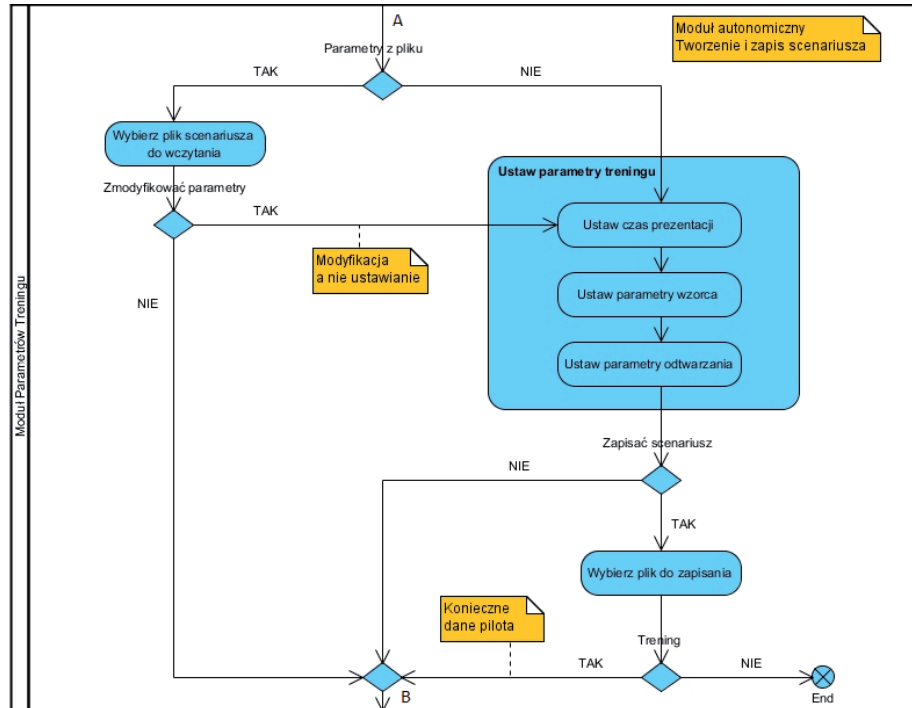 A
Moduł autonomiczny
Tworzenie i zapis scenariusza
Parametry z pliku
TAK
NIE
Wybierz plik scenariusza
do wczytania
Ustaw parametry treningu
Zmodyfikować parametry
TAK
Ustaw czas prezentacji
Modyfikacja
a nie ustawianie
NIE
Ustaw parametry wzorca
Moduł Parametrów Treningu
Ustaw parametry odtwarzania
Zapisać scenariusz
NIE
TAK
Wybierz plik do zapisania
Konieczne
dane pilota
Trening
TAK
NIE
B
End